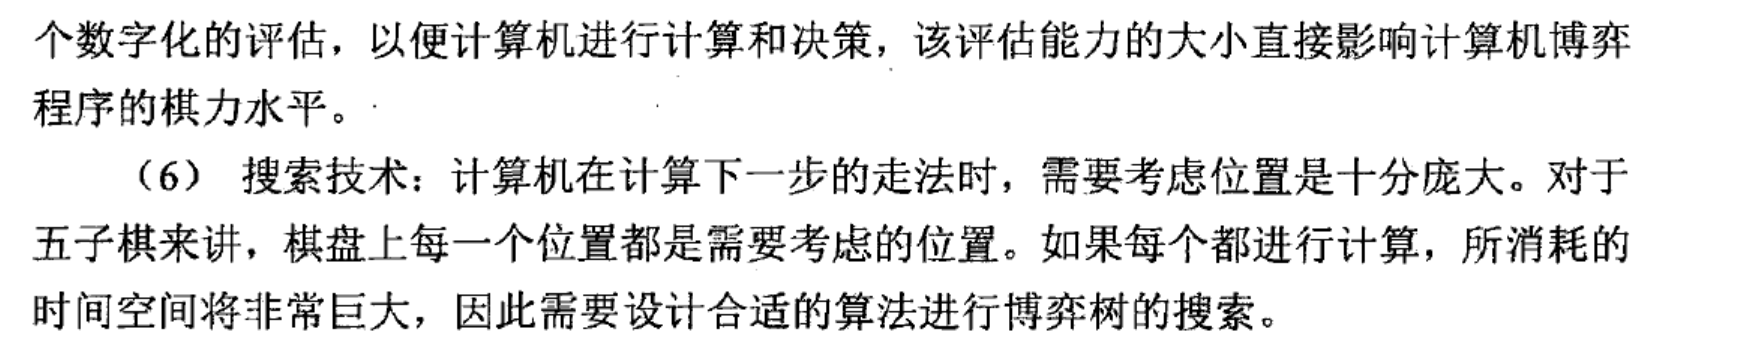 个数字化的评估，以便计算机进行计算和决策，该评估能力的大小直接影响计算机博弈
程序的棋力水平。
（6） 搜索技术：计算机在计算下一步的走法时，需要考虑位置是十分庞大。对于
五子棋来讲，棋盘上每一个位置都是需要考虑的位置。如果每个都进行计算，所消耗的
时间空间将非常巨大，因此需要设计合适的算法进行博弈树的搜索。